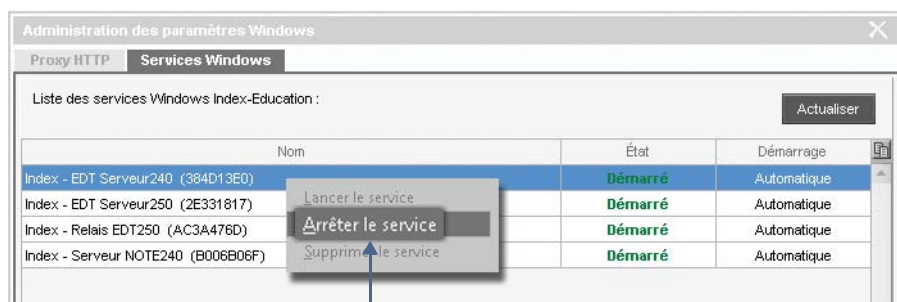 Administration des paramètres Windows
Proxy HTTP Services Windows
Liste des services Windows Index-Education :
Actualiser
Nom État Démarrage
Index - EDT Serveur240 (384D13E0) Démarré Automatique
Lancer le service
Index - EDT Serveur250 (2E331817) Démarré Automatique
Arrêter le service
Index - Relais EDT250 (AC3A476D) Démarré Automatique
Supprimer le service
Index - Serveur NOTE240 (B006B06F) Démarré Automatique